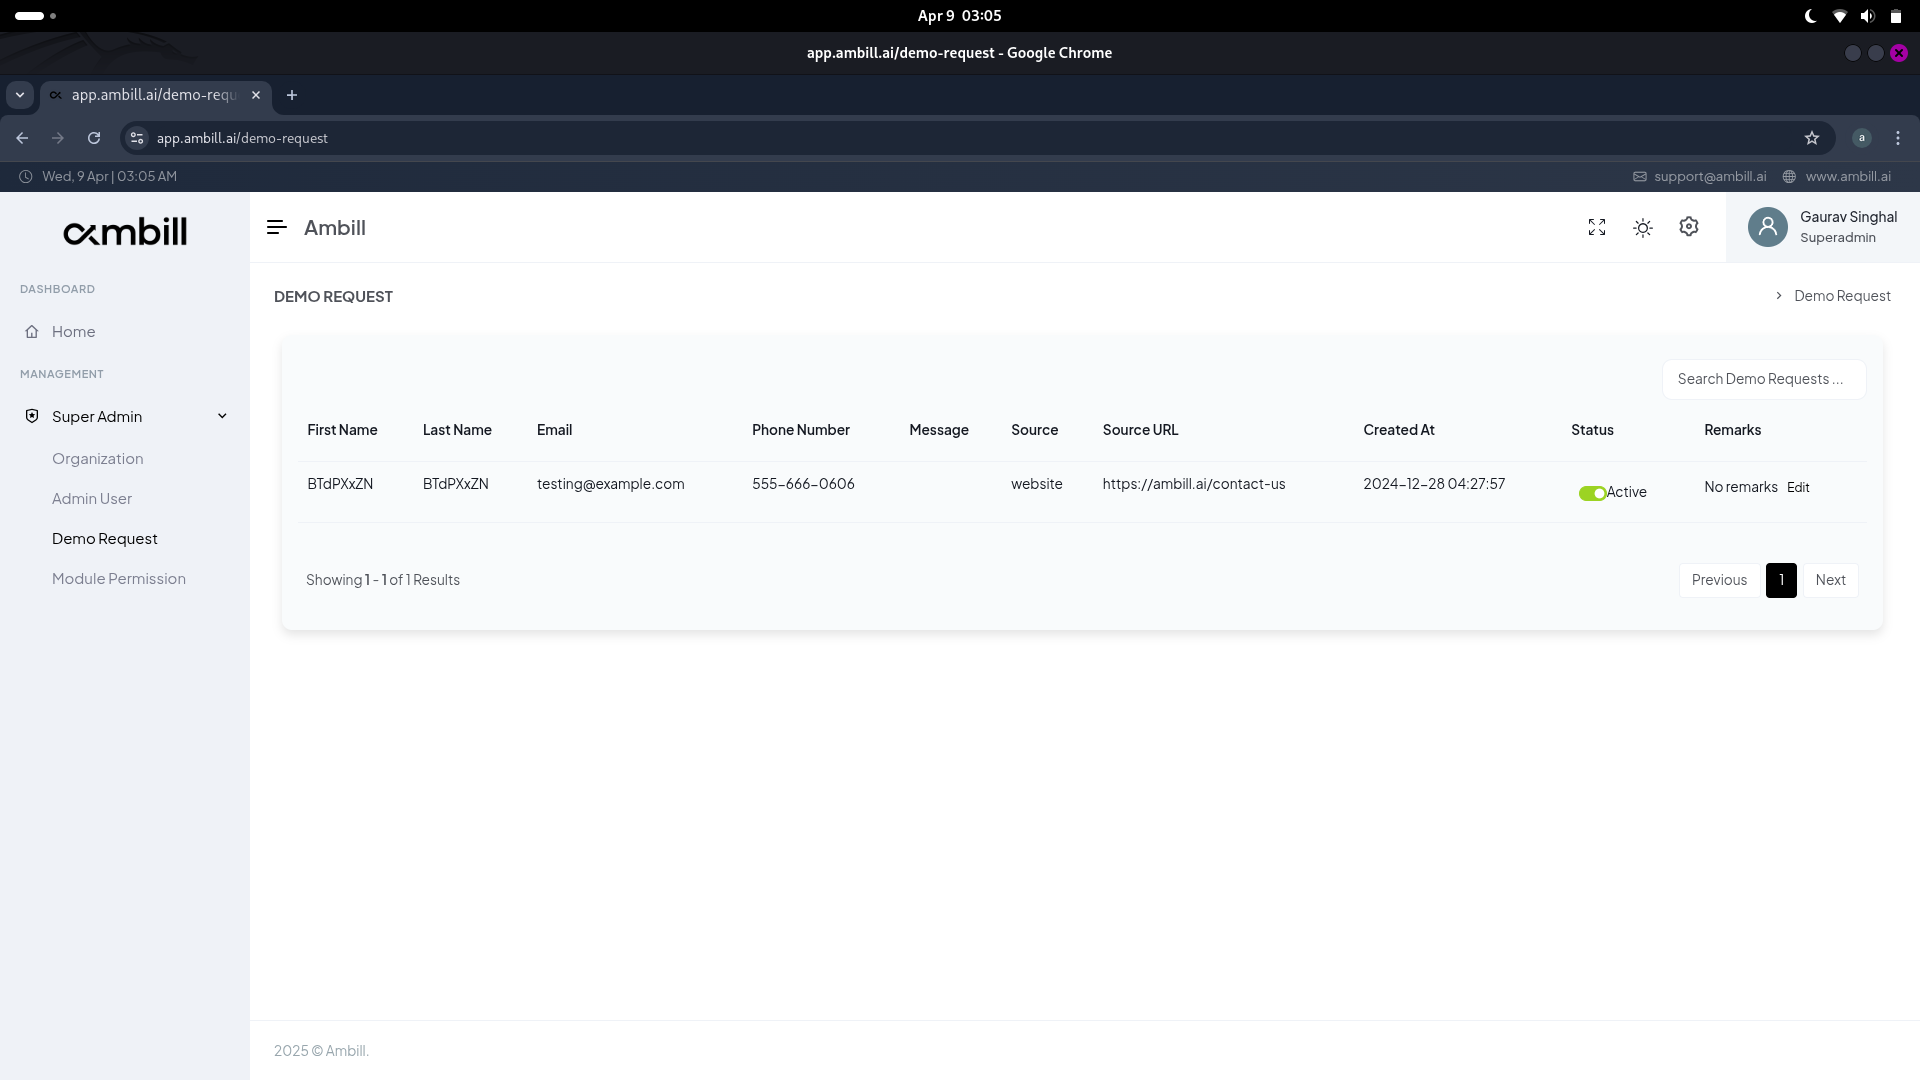 Apr 9 03:05
app.ambill.ai/demo-request - Google Chrome
app.ambill.ai/demo-requ
app.ambill.ai/demo-request
a
Wed, 9 Apr | 03:05 AM
support@ambill.ai
www.ambill.ai
ambill
Ambill
Gaurav Singhal
Superadmin
DASHBOARD
Home
MANAGEMENT
Super Admin
Organization
Admin User
Demo Request
Module Permission
DEMO REQUEST
Demo Request
Search Demo Requests ...
First Name Last Name Email Phone Number Message Source Source URL Created At Status Remarks
BTdPXxZN BTdPXxZN testing@example.com 555-666-0606 website https://ambill.ai/contact-us 2024-12-28 04:27:57 Active No remarks Edit
Showing 1 - 1 of 1 Results
Previous 1 Next
2025 © Ambill.